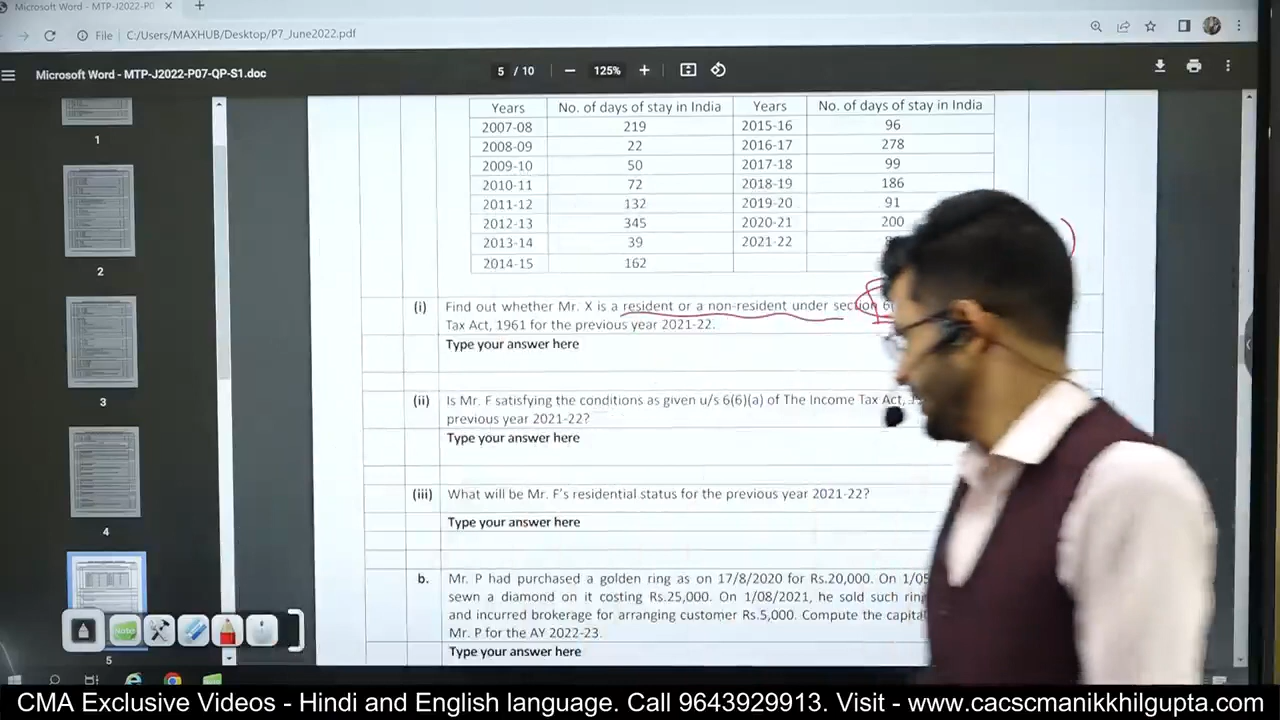 Microsoft Word - MTP-J2022-P0
File C:/Users/MAXHUB/Desktop/P7_June2022.pdf
Microsoft Word - MTP-J2022-P07-QP-S1.doc
5 / 10
125%
1
2
3
4
5
Years No. of days of stay in India Years No. of days of stay in India
2007-08 219 2015-16 96
2008-09 22 2016-17 278
2009-10 50 2017-18 99
2010-11 72 2018-19 186
2011-12 132 2019-20 91
2012-13 345 2020-21 200
2013-14 39 2021-22
2014-15 162
(i) Find out whether Mr. X is a resident or a non-resident under section
Tax Act, 1961 for the previous year 2021-22.
Type your answer here
(ii) Is Mr. F satisfying the conditions as given u/s 6(6)(a) of The Income Tax Act,
previous year 2021-22?
Type your answer here
(iii) What will be Mr. F's residential status for the previous year 2021-22?
Type your answer here
b. Mr. P had purchased a golden ring as on 17/8/2020 for Rs.20,000. On
sewn a diamond on it costing Rs.25,000. On 1/08/2021, he sold such
and incurred brokerage for arranging customer Rs.5,000. Compute the
Mr. P for the AY 2022-23.
Type your answer here
Note
CMA Exclusive Videos - Hindi and English language. Call 9643929913. Visit - www.cacscmanikkhilgupta.com